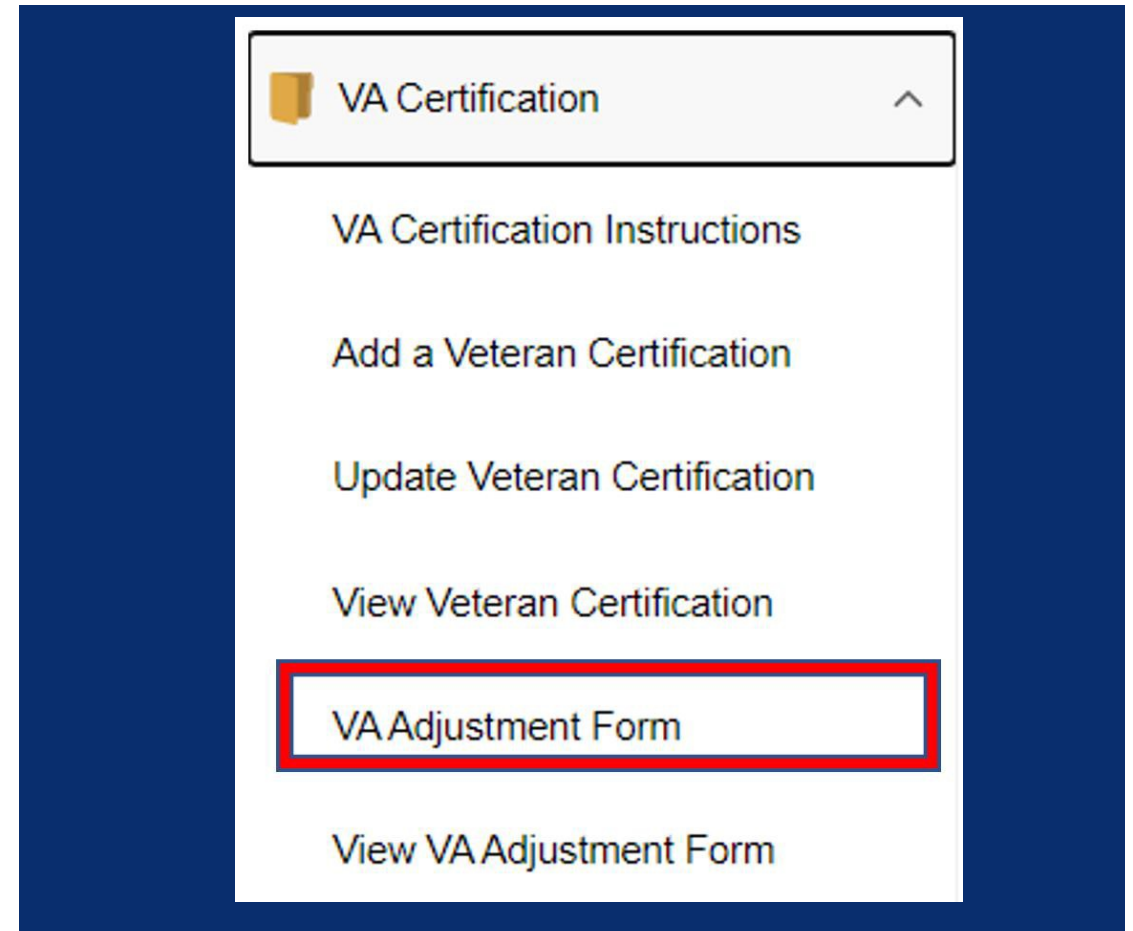 VA Certification
VA Certification Instructions
Add a Veteran Certification
Update Veteran Certification
View Veteran Certification
VA Adjustment Form
View VA Adjustment Form